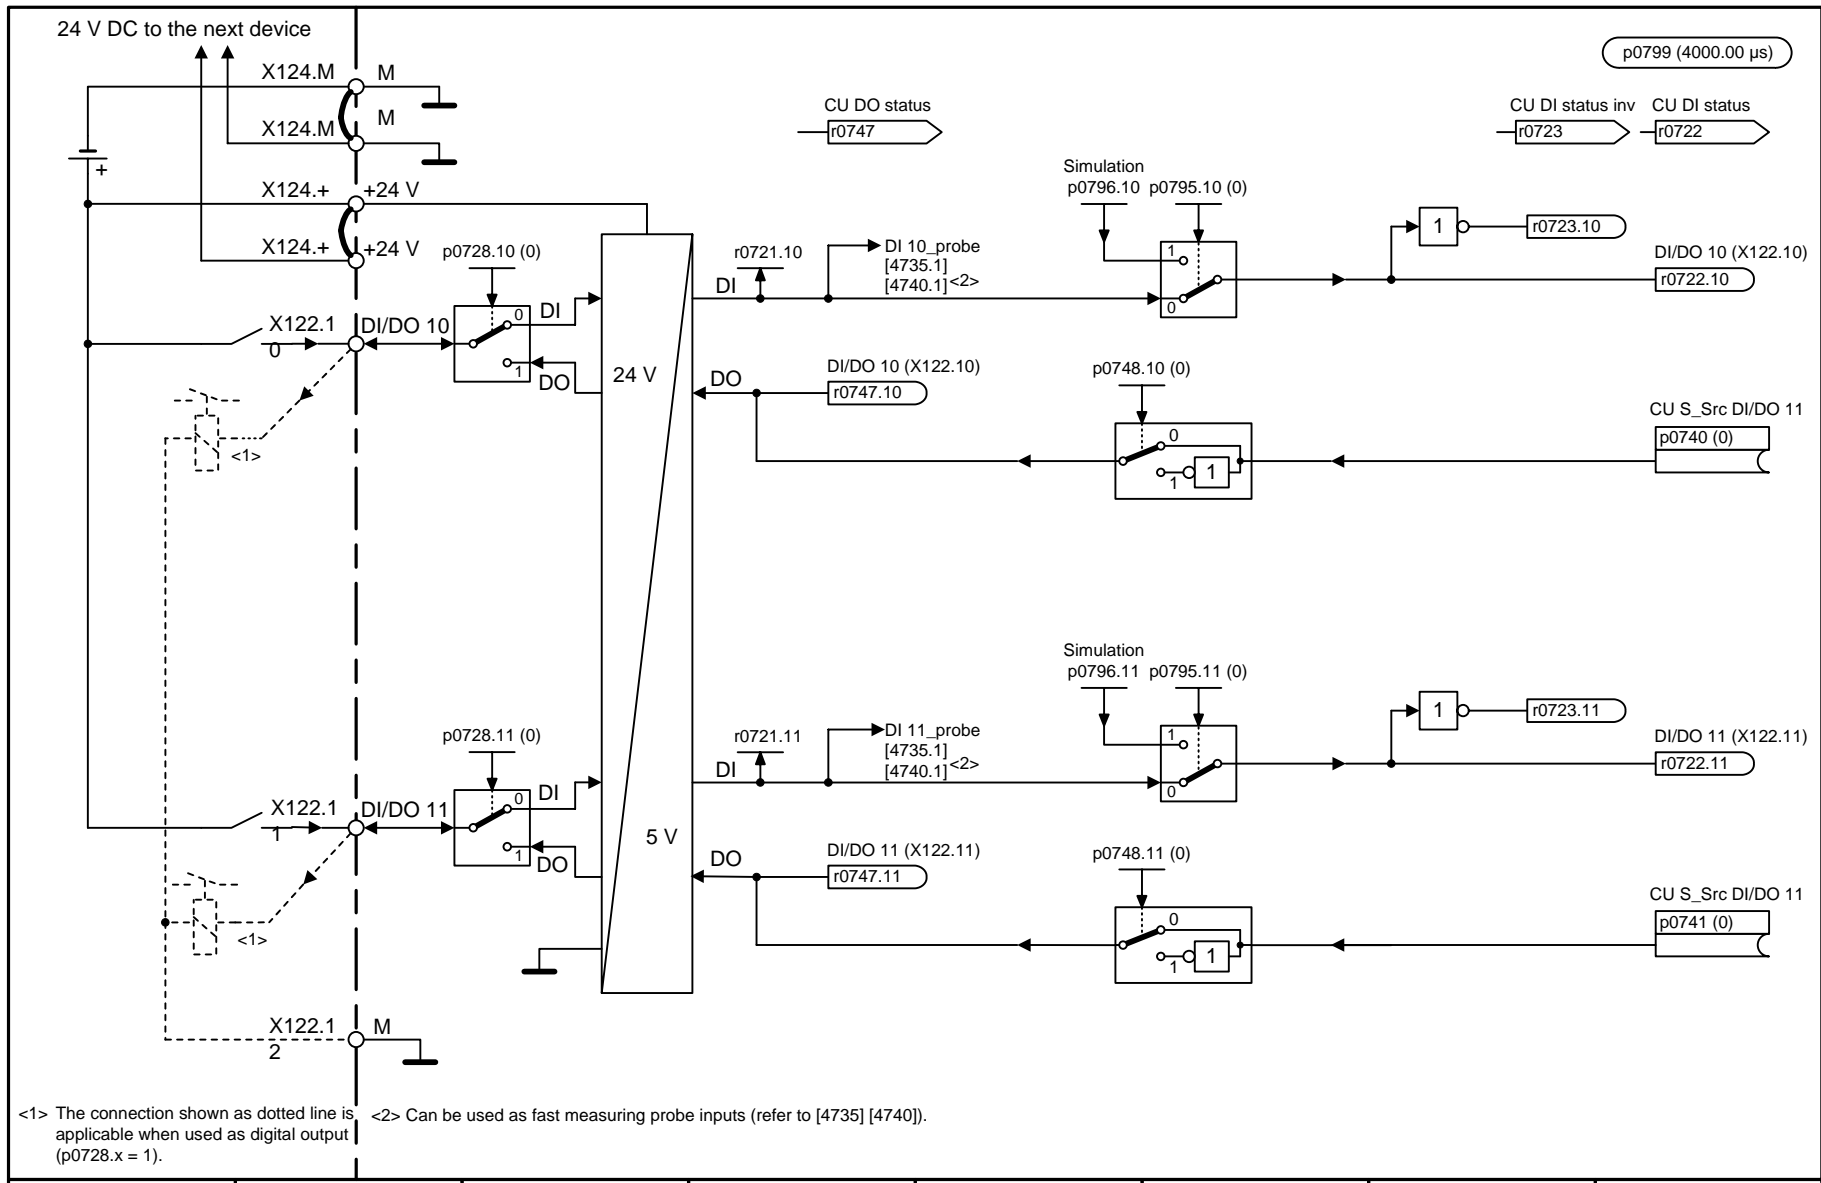 24 V DC to the next device
p0799 (4000.00 µs)
X124.M
M
CU DO status
r0747
CU DI status inv
r0723
CU DI status
r0722
X124.M
M
+
X124.+
+24 V
X124.+
+24 V
Simulation
p0796.10
p0795.10 (0)
p0728.10 (0)
r0721.10
DI 10_probe
[4735.1]
[4740.1]<2>
DI
1
0
1
r0723.10
DI/DO 10 (X122.10)
r0722.10
X122.1
0
DI/DO 10
0
1
DI
DO
24 V
DO
DI/DO 10 (X122.10)
r0747.10
p0748.10 (0)
0
1
1
CU S_Src DI/DO 11
p0740 (0)
<1>
Simulation
p0796.11
p0795.11 (0)
p0728.11 (0)
r0721.11
DI 11_probe
[4735.1]
[4740.1]<2>
DI
1
0
1
r0723.11
DI/DO 11 (X122.11)
r0722.11
X122.1
1
DI/DO 11
0
1
DI
DO
5 V
DO
DI/DO 11 (X122.11)
r0747.11
p0748.11 (0)
0
1
1
CU S_Src DI/DO 11
p0741 (0)
<1>
X122.1
2
M
<1> The connection shown as dotted line is
applicable when used as digital output
(p0728.x = 1).
<2> Can be used as fast measuring probe inputs (refer to [4735] [4740]).